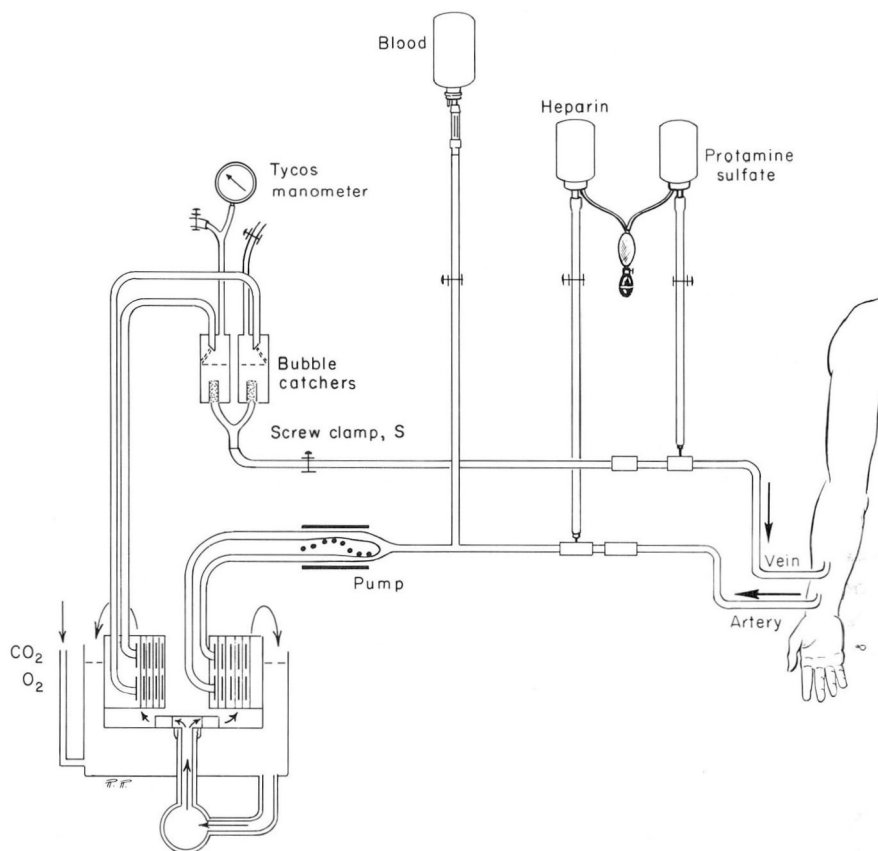 Blood
Heparin
Protamine
sulfate
Tycos
manometer
Bubble
catchers
Screw clamp, S
Pump
Vein
Artery
CO₂
O₂